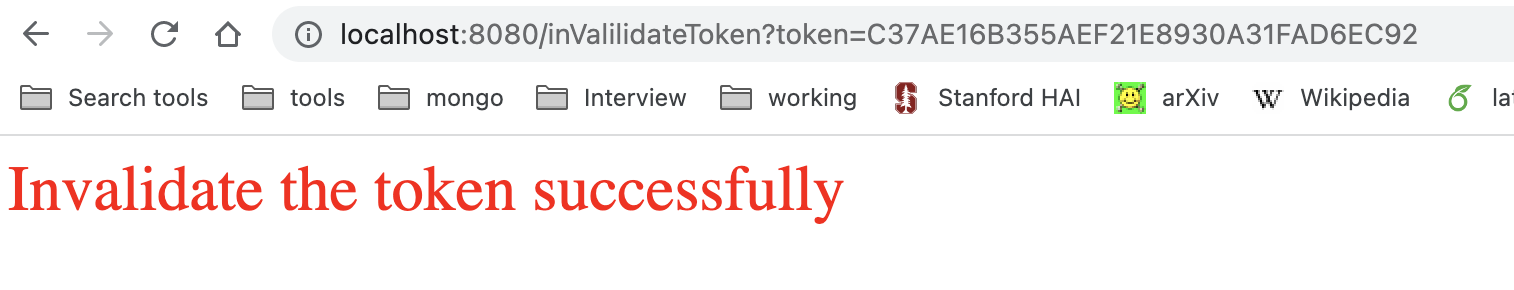 localhost:8080/inValilidateToken?token=C37AE16B355AEF21E8930A31FAD6EC92
Search tools tools mongo Interview working Stanford HAI arXiv W Wikipedia la
Invalidate the token successfully